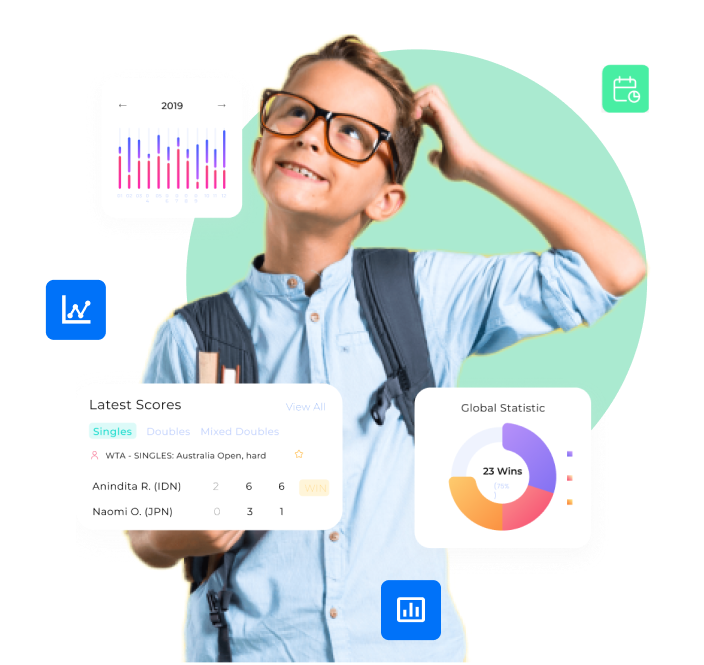 ← 2019 →
Latest Scores
View All
Singles Doubles Mixed Doubles
WTA - SINGLES: Australia Open, hard
Anindita R. (IDN) 2 6 6 WIN
Naomi O. (JPN) 0 3 1
Global Statistic
23 Wins